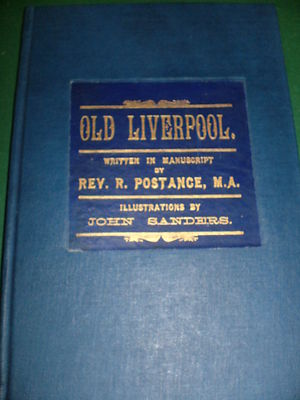 OLD LIVERPOOL.
WRITTEN IN MANUSCRIPT
BY
REV. R. POSTANCE, M.A.
ILLUSTRATIONS BY
JOHN SANDERS.